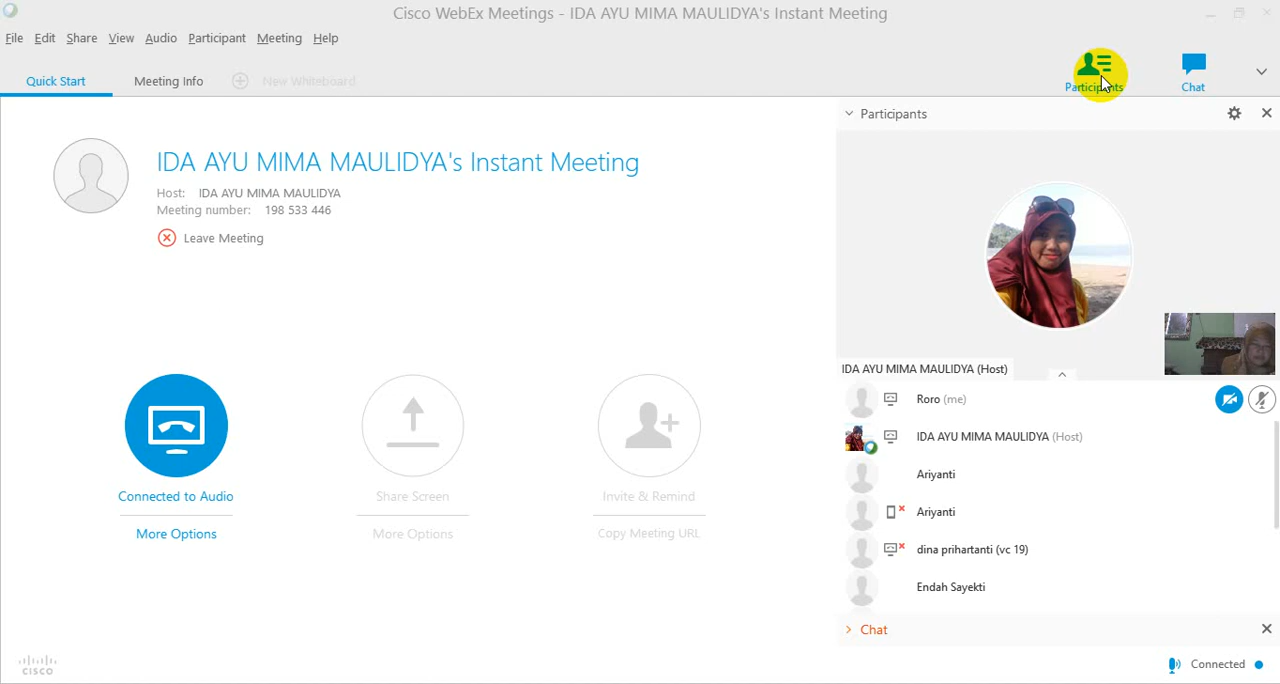 Cisco WebEx Meetings - IDA AYU MIMA MAULIDYA's Instant Meeting
File Edit Share View Audio Participant Meeting Help
Quick Start Meeting Info New Whiteboard
Participants Chat
Participants
IDA AYU MIMA MAULIDYA's Instant Meeting
Host: IDA AYU MIMA MAULIDYA
Meeting number: 198 533 446
Leave Meeting
IDA AYU MIMA MAULIDYA (Host)
Roro (me)
IDA AYU MIMA MAULIDYA (Host)
Ariyanti
Ariyanti
dina prihartanti (vc 19)
Endah Sayekti
Connected to Audio
More Options
Share Screen
More Options
Invite & Remind
Copy Meeting URL
Chat
cisco
Connected